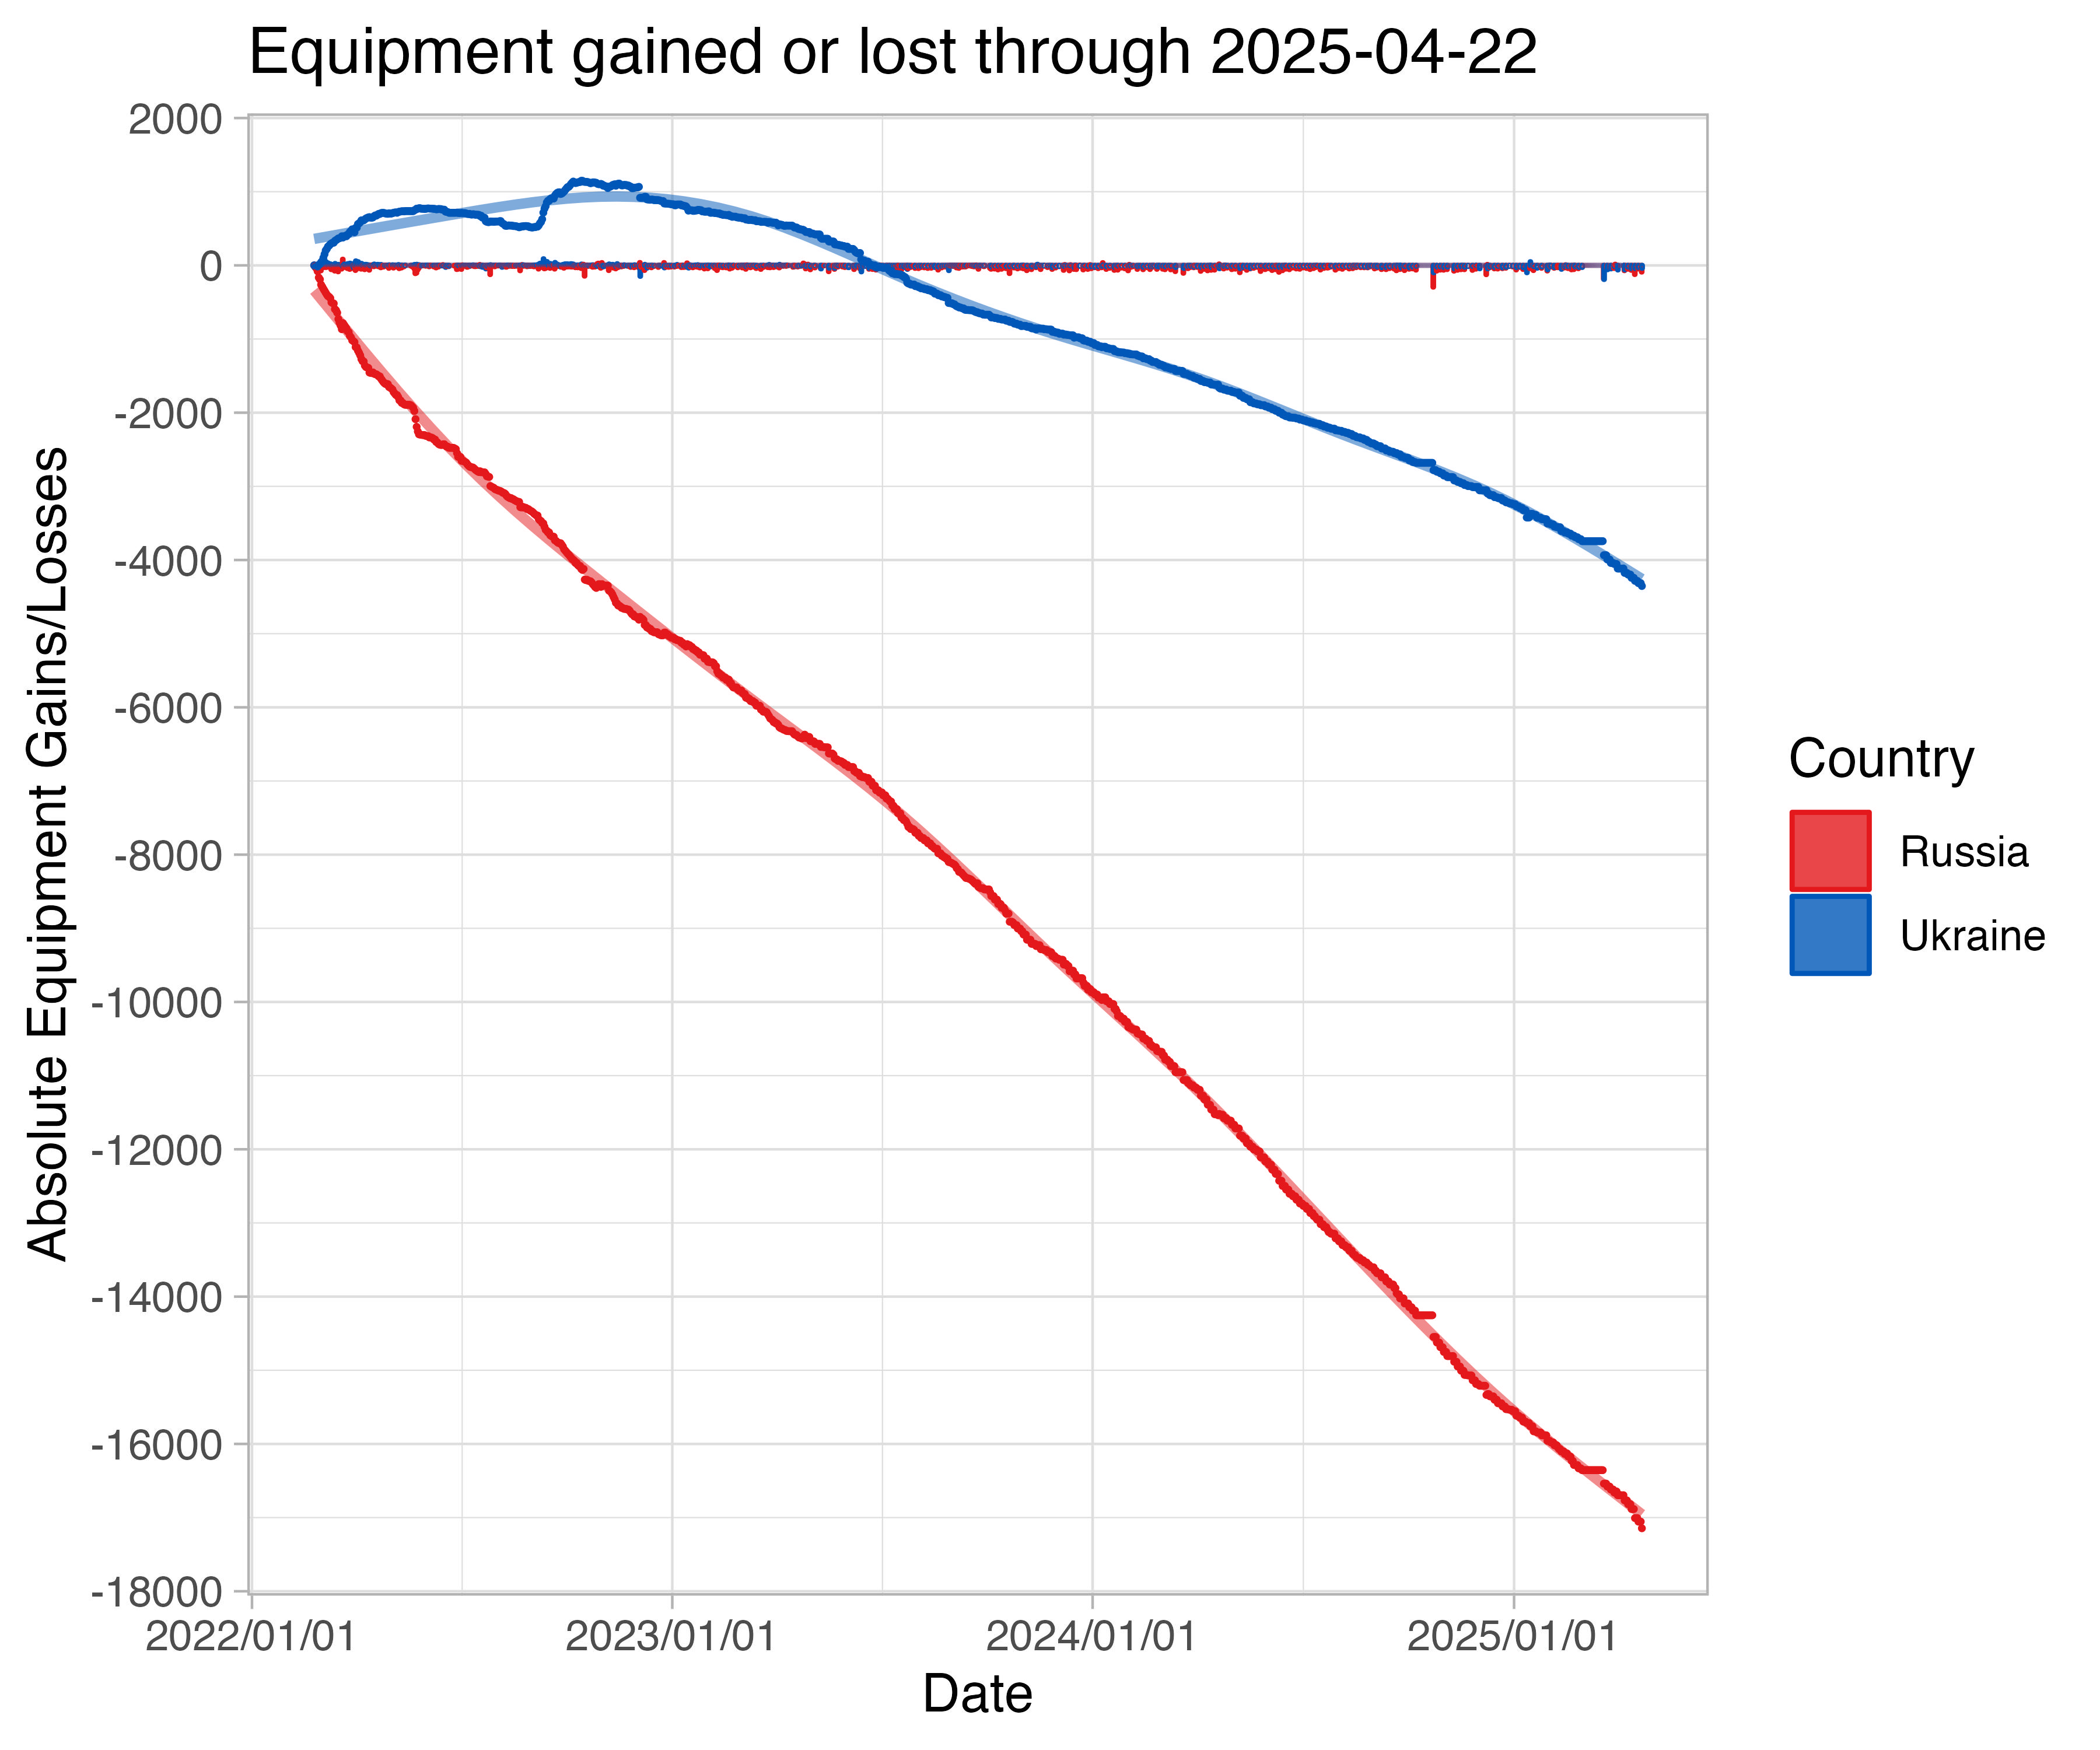 Equipment gained or lost through 2025-04-22
Absolute Equipment Gains/Losses
2000
0
-2000
-4000
-6000
-8000
-10000
-12000
-14000
-16000
-18000
2022/01/01
2023/01/01
2024/01/01
2025/01/01
Date
Country
Russia
Ukraine